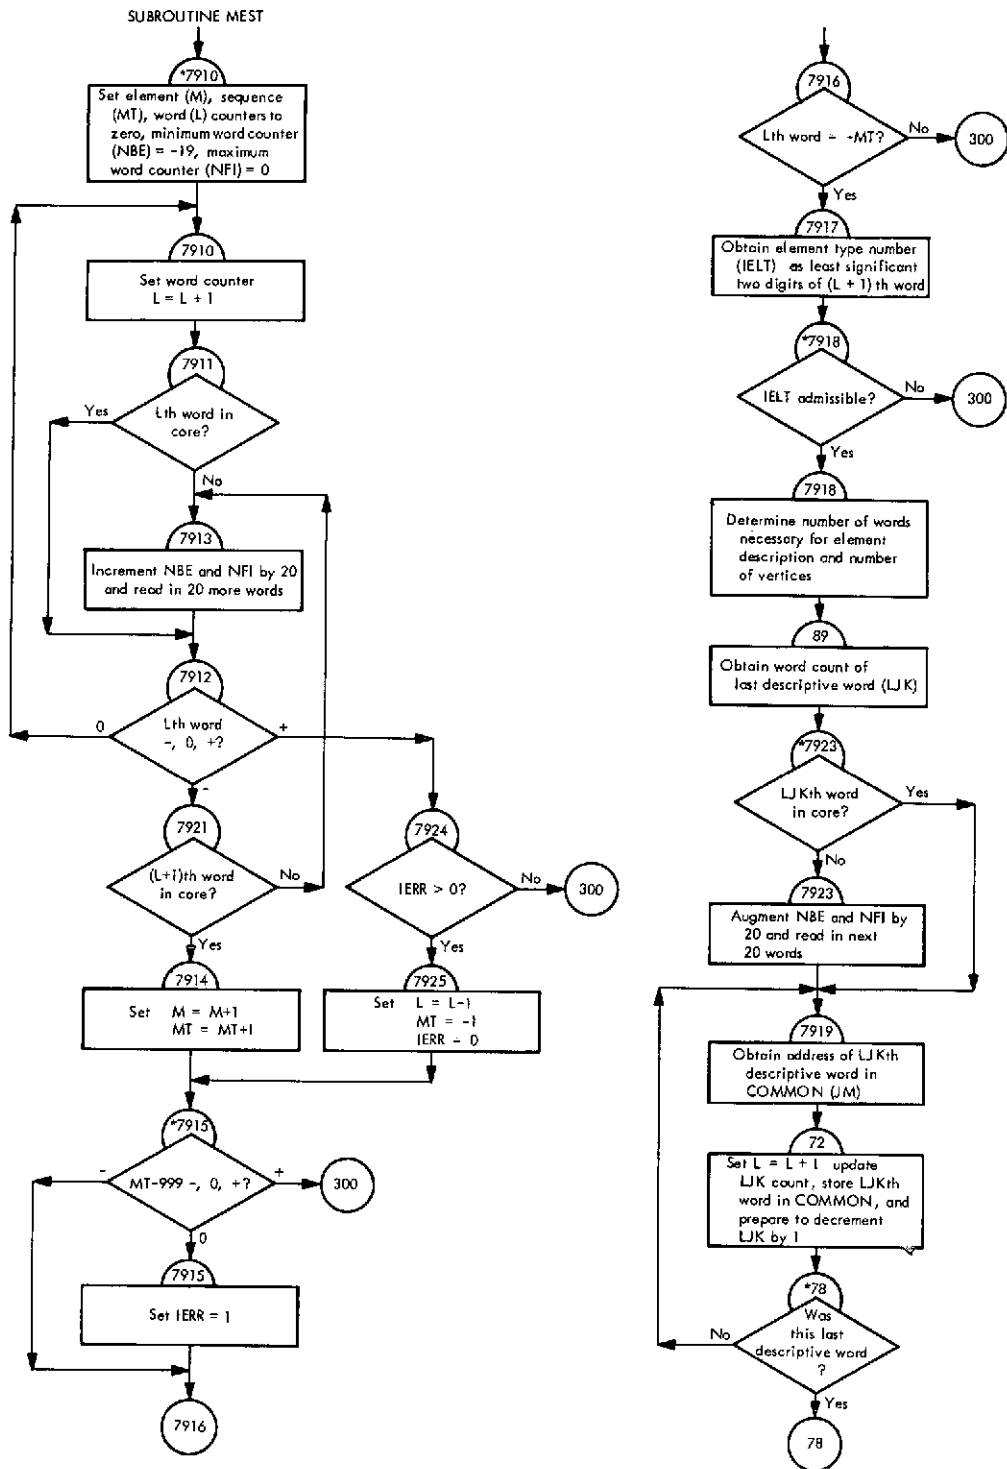 SUBROUTINE MEST
*7910
Set element (M), sequence
(MT), word (L) counters to
zero, minimum word counter
(NBE) = -19, maximum
word counter (NFI) = 0
7910
Set word counter
L = L + 1
7911
Lth word in
core?
Yes
No
7913
Increment NBE and NFI by 20
and read in 20 more words
7912
Lth word
-, 0, +?
0
+
-
7921
(L+1)th word
in core?
No
Yes
7914
Set M = M+1
MT = MT+1
7924
IERR > 0?
No
300
Yes
7925
Set L = L-1
MT = -1
IERR = 0
*7915
MT-999 -, 0, +?
-
+
300
0
7915
Set IERR = 1
7916
7916
Lth word = -MT?
No
300
Yes
7917
Obtain element type number
(IELT) as least significant
two digits of (L + 1)th word
*7918
IELT admissible?
No
300
Yes
7918
Determine number of words
necessary for element
description and number
of vertices
89
Obtain word count of
last descriptive word (LJK)
*7923
LJKth word
in core?
Yes
No
7923
Augment NBE and NFI by
20 and read in next
20 words
7919
Obtain address of LJKth
descriptive word in
COMMON (JM)
72
Set L = L + 1 update
LJK count, store LJKth
word in COMMON, and
prepare to decrement
LJK by 1
*78
Was
this last
descriptive word
?
No
Yes
78